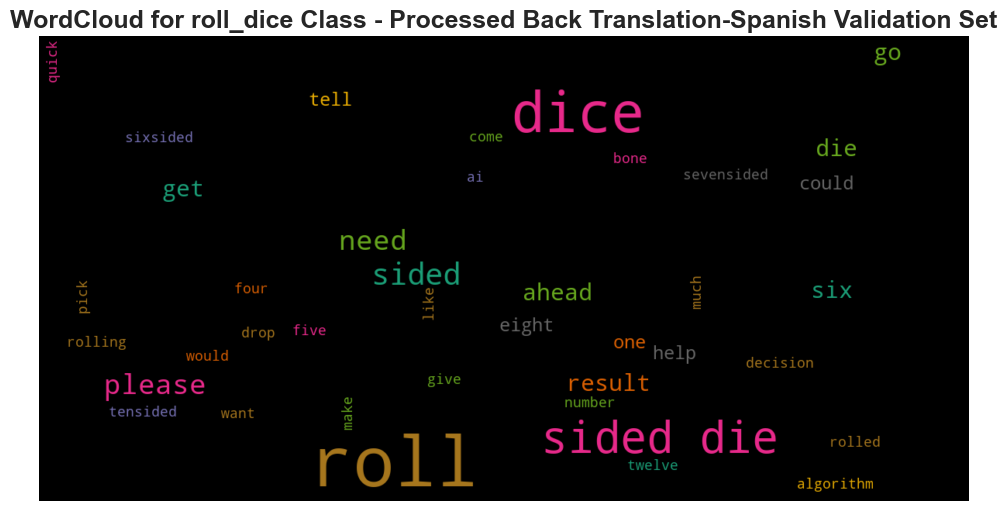 WordCloud for roll_dice Class - Processed Back Translation-Spanish Validation Set
quick
go
tell
dice
sixsided
come
die
bone
ai
sevensided
could
get
need
sided
pick
four
like
ahead
much
six
eight
rolling
drop
five
one
would
help
decision
please
give
result
tensided
want
make
number
roll
sided die
rolled
twelve
algorithm